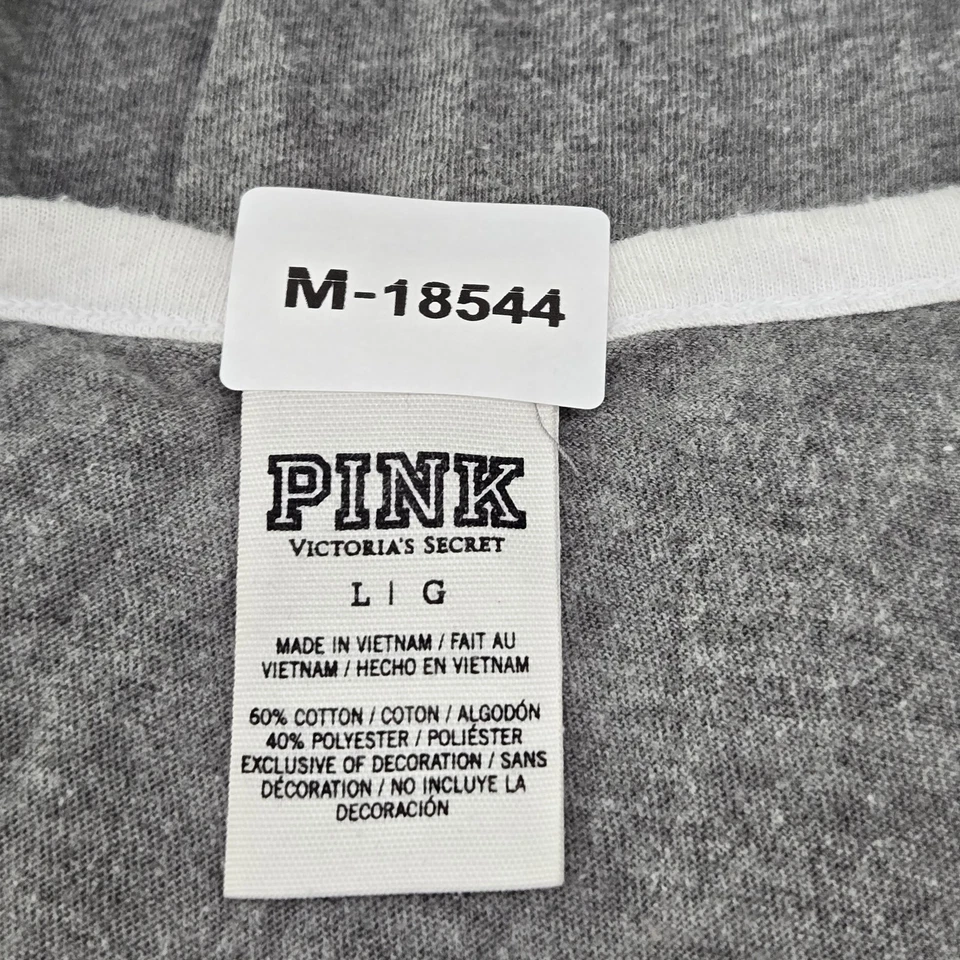 M-18544
PINK
VICTORIA'S SECRET
L | G
MADE IN VIETNAM / FAIT AU
VIETNAM / HECHO EN VIETNAM
60% COTTON / COTON / ALGODÓN
40% POLYESTER / POLIÉSTER
EXCLUSIVE OF DECORATION / SANS
DÉCORATION / NO INCLUYE LA
DECORACIÓN